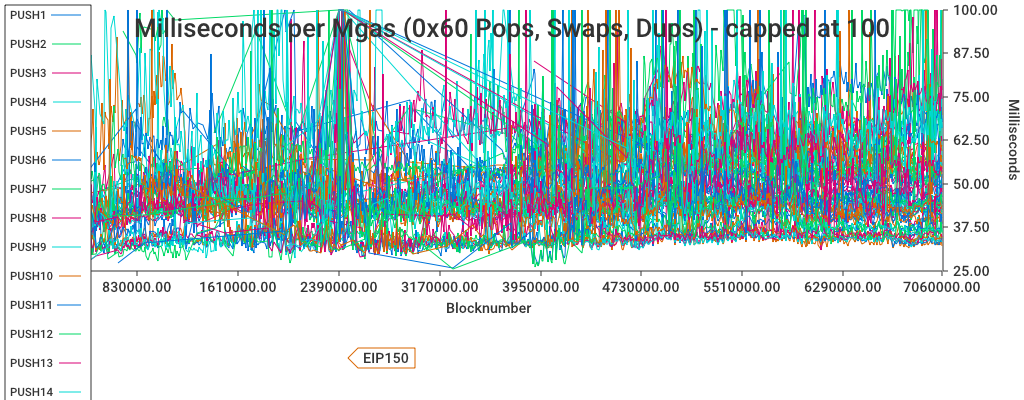 Milliseconds per Mgas (0x60 Pops, Swaps, Dups) - capped at 100
PUSH1
PUSH2
PUSH3
PUSH4
PUSH5
PUSH6
PUSH7
PUSH8
PUSH9
PUSH10
PUSH11
PUSH12
PUSH13
PUSH14
100.00
87.50
75.00
62.50
50.00
37.50
25.00
Milliseconds
830000.00 1610000.00 2390000.00 3170000.00 3950000.00 4730000.00 5510000.00 6290000.00 7060000.00
Blocknumber
EIP150